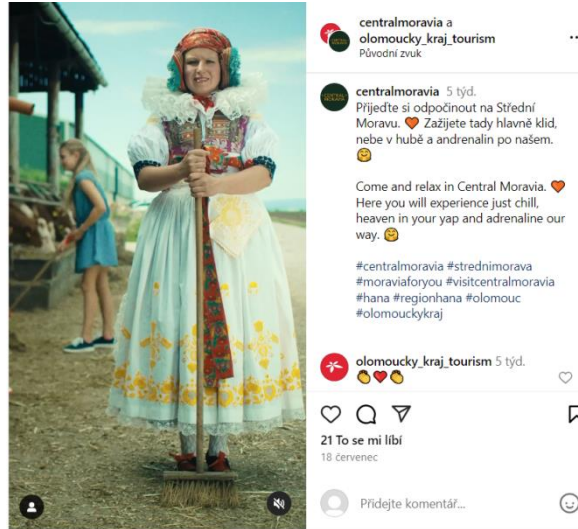 centralmoravia a
olomoucky_kraj_tourism
Původní zvuk
centralmoravia 5 týd.
Přijeďte si odpočinout na Střední
Moravu. 🧡 Zažijete tady hlavně klid,
nebe v hubě a andrenalin po našem.
🤗
Come and relax in Central Moravia. 🧡
Here you will experience just chill,
heaven in your yap and adrenaline our
way. 🤗
#centralmoravia #strednimorava
#moraviaforyou #visitcentralmoravia
#hana #regionhana #olomouc
#olomouckykraj
olomoucky_kraj_tourism 5 týd.
👏❤️👏
21 To se mi líbí
18 červenec
Přidejte komentář...